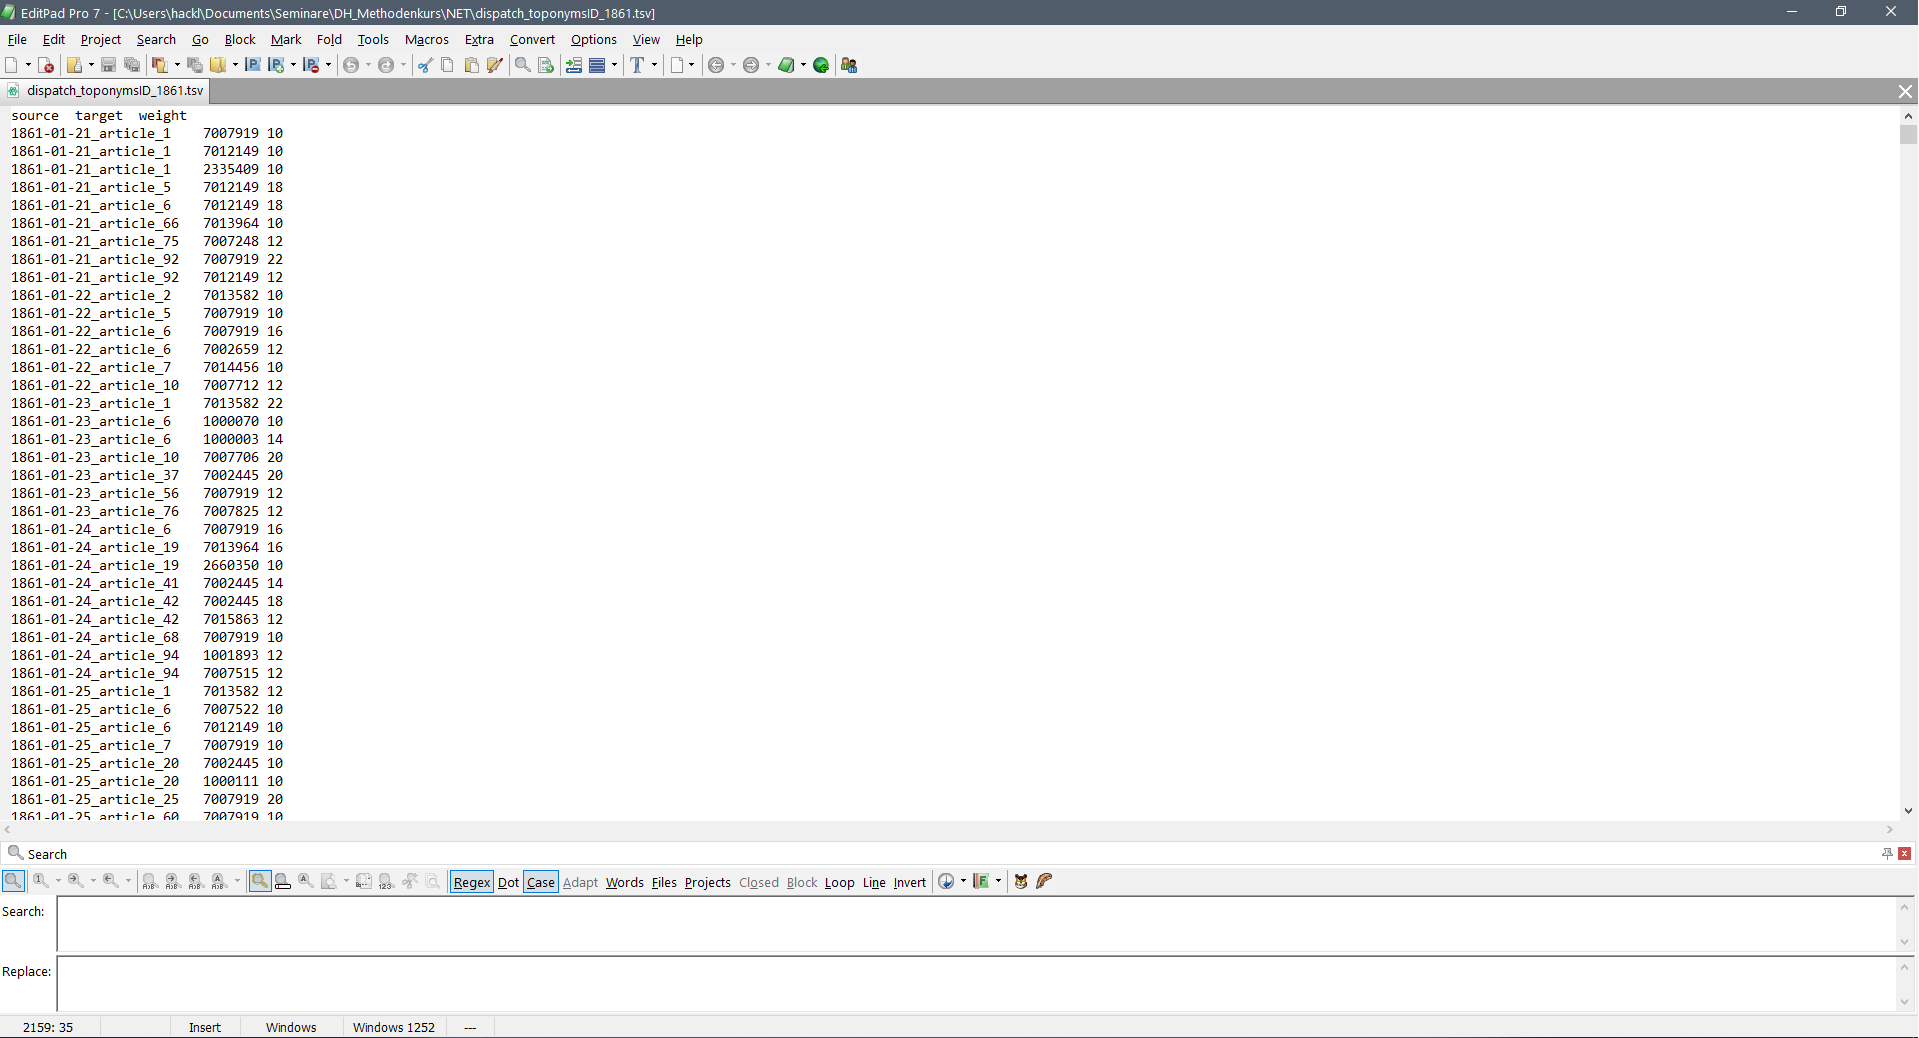 EditPad Pro 7 - [C:\Users\hackl\Documents\Seminare\DH_Methodenkurs\NET\dispatch_toponymsID_1861.tsv]
File Edit Project Search Go Block Mark Fold Tools Macros Extra Convert Options View Help
dispatch_toponymsID_1861.tsv
source target weight
1861-01-21_article_1 7007919 10
1861-01-21_article_1 7012149 10
1861-01-21_article_1 2335409 10
1861-01-21_article_5 7012149 18
1861-01-21_article_6 7012149 18
1861-01-21_article_66 7013964 10
1861-01-21_article_75 7007248 12
1861-01-21_article_92 7007919 22
1861-01-21_article_92 7012149 12
1861-01-22_article_2 7013582 10
1861-01-22_article_5 7007919 10
1861-01-22_article_6 7007919 16
1861-01-22_article_6 7002659 12
1861-01-22_article_7 7014456 10
1861-01-22_article_10 7007712 12
1861-01-23_article_1 7013582 22
1861-01-23_article_6 1000070 10
1861-01-23_article_6 1000003 14
1861-01-23_article_10 7007706 20
1861-01-23_article_37 7002445 20
1861-01-23_article_56 7007919 12
1861-01-23_article_76 7007825 12
1861-01-24_article_6 7007919 16
1861-01-24_article_19 7013964 16
1861-01-24_article_19 2660350 10
1861-01-24_article_41 7002445 14
1861-01-24_article_42 7002445 18
1861-01-24_article_42 7015863 12
1861-01-24_article_68 7007919 10
1861-01-24_article_94 1001893 12
1861-01-24_article_94 7007515 12
1861-01-25_article_1 7013582 12
1861-01-25_article_6 7007522 10
1861-01-25_article_6 7012149 10
1861-01-25_article_7 7007919 10
1861-01-25_article_20 7002445 10
1861-01-25_article_20 1000111 10
1861-01-25_article_25 7007919 20
1861-01-25_article_60 7007919 10
Search
Regex Dot Case Adapt Words Files Projects Closed Block Loop Line Invert
Search:
Replace:
2159: 35 Insert Windows Windows 1252 ---